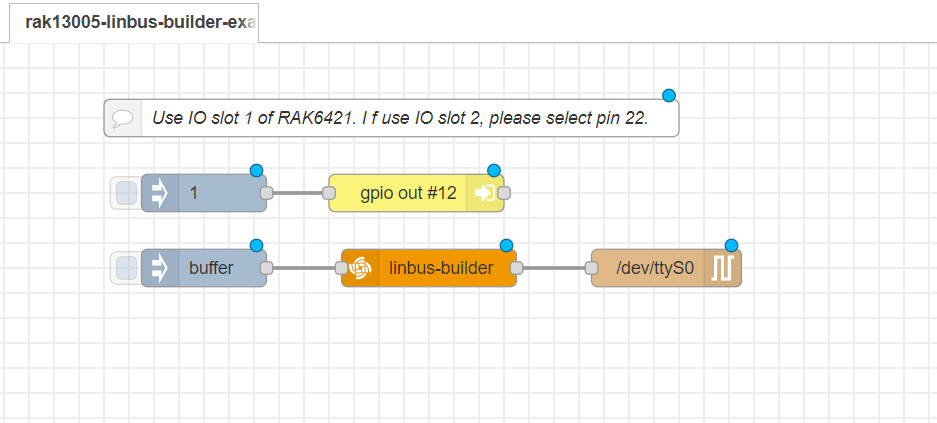 rak13005-linbus-builder-exa
Use IO slot 1 of RAK6421. I f use IO slot 2, please select pin 22.
1
gpio out #12
buffer
linbus-builder
/dev/ttyS0